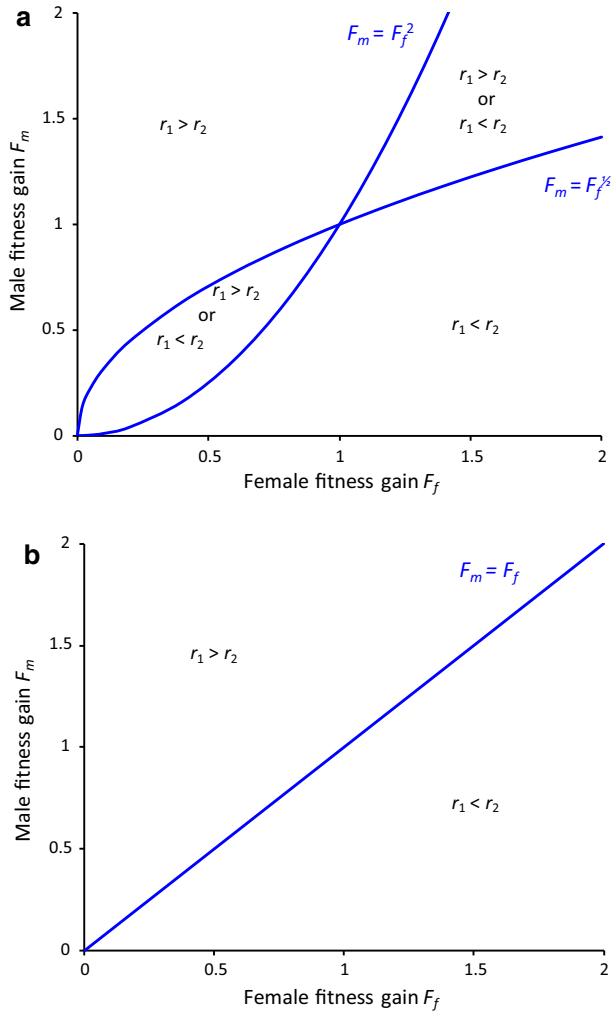 a
2
F_m = F_f^2
r_1 > r_2
or
r_1 < r_2
1.5
r_1 > r_2
F_m = F_f^½
Male fitness gain F_m
1
r_1 > r_2
or
r_1 < r_2
r_1 < r_2
0.5
0
0 0.5 1 1.5 2
Female fitness gain F_f
b
2
F_m = F_f
1.5
r_1 > r_2
Male fitness gain F_m
1
r_1 < r_2
0.5
0
0 0.5 1 1.5 2
Female fitness gain F_f